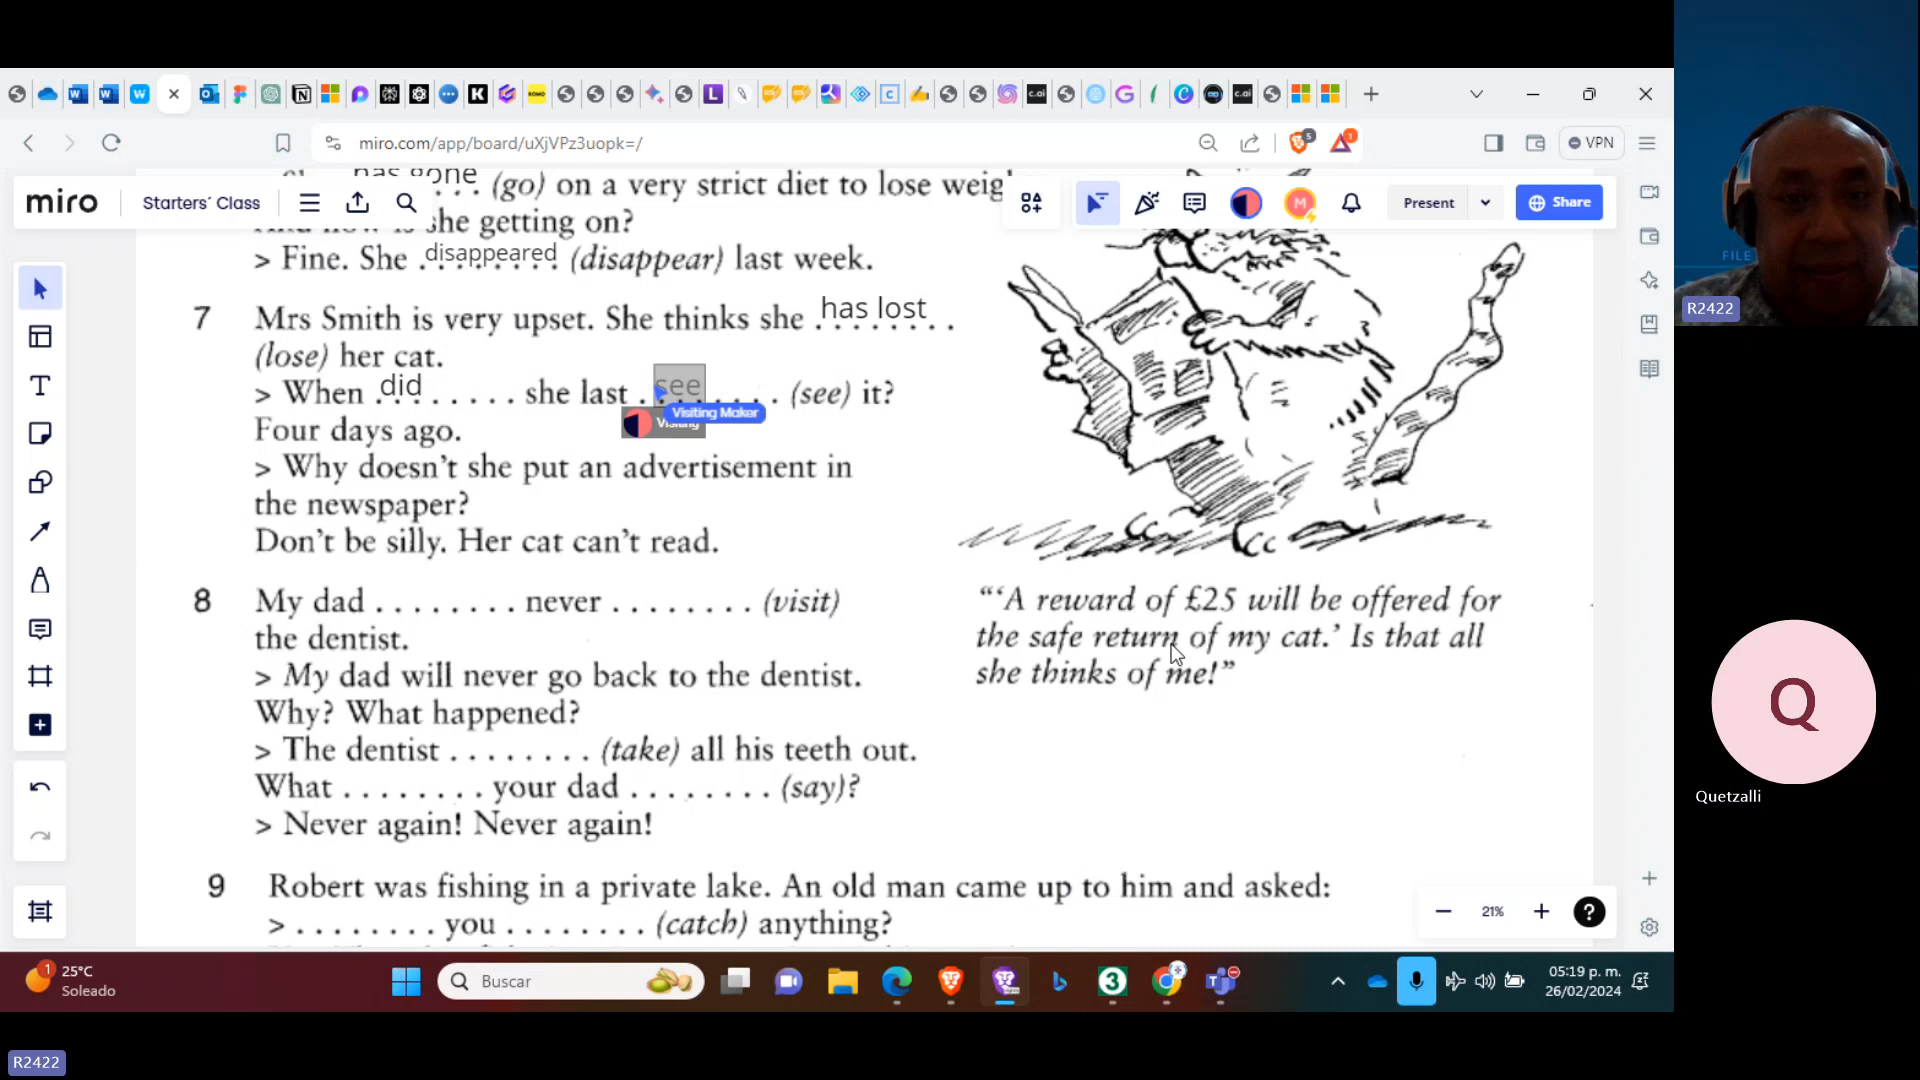 miro.com/app/board/uXjVPz3uopk=/
VPN
miro
Starters´ Class
Present
Share
has gone
. . . (go) on a very strict diet to lose weigh
she getting on?
disappeared
> Fine. She . . . . . . . . (disappear) last week.
has lost
7 Mrs Smith is very upset. She thinks she . . . . . . . .
(lose) her cat.
did see
> When . . . . . . . . she last . . . . . . . . (see) it?
Visiting Maker
Visiting
Four days ago.
> Why doesn't she put an advertisement in
the newspaper?
Don't be silly. Her cat can't read.
8 My dad . . . . . . . . never . . . . . . . . (visit)
the dentist.
> My dad will never go back to the dentist.
Why? What happened?
> The dentist . . . . . . . . (take) all his teeth out.
What . . . . . . . . your dad . . . . . . . . (say)?
> Never again! Never again!
"'A reward of £25 will be offered for
the safe return of my cat.' Is that all
she thinks of me!"
9 Robert was fishing in a private lake. An old man came up to him and asked:
> . . . . . . . . you . . . . . . . . (catch) anything?
21%
25°C
Soleado
Buscar
05:19 p. m.
26/02/2024
FILE
R2422
Q
Quetzalli
R2422